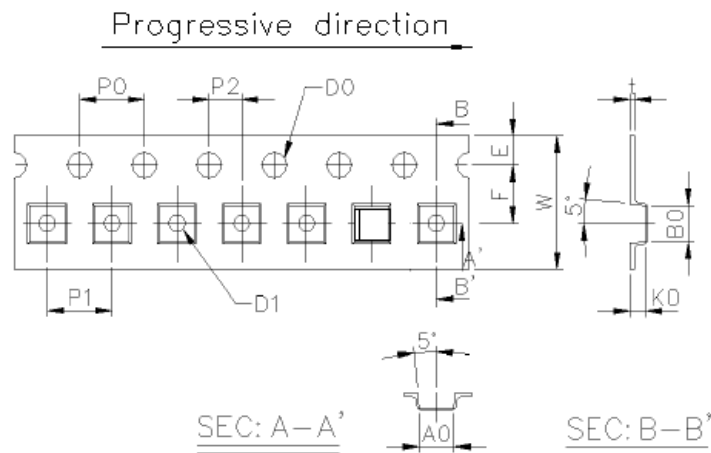 Progressive direction
P0
P2
D0
B
t
E
F
W
5°
B0
A'
P1
D1
B'
K0
5°
A0
SEC: A-A'
SEC: B-B'